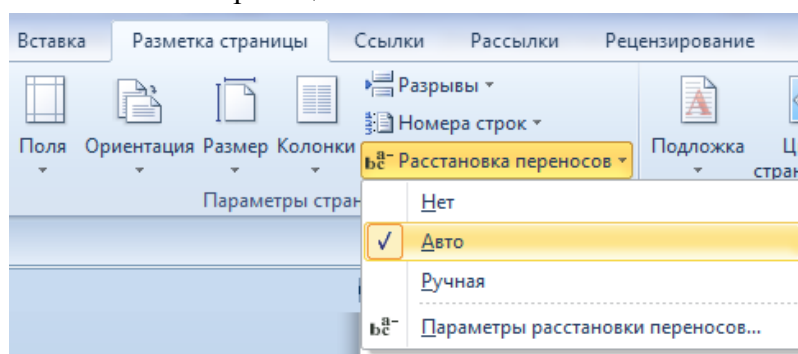 Вставка Разметка страницы Ссылки Рассылки Рецензирование
Разрывы
Номера строк
Поля Ориентация Размер Колонки Подложка
Расстановка переносов
Параметры
Нет
Авто
Ручная
Параметры расстановки переносов...